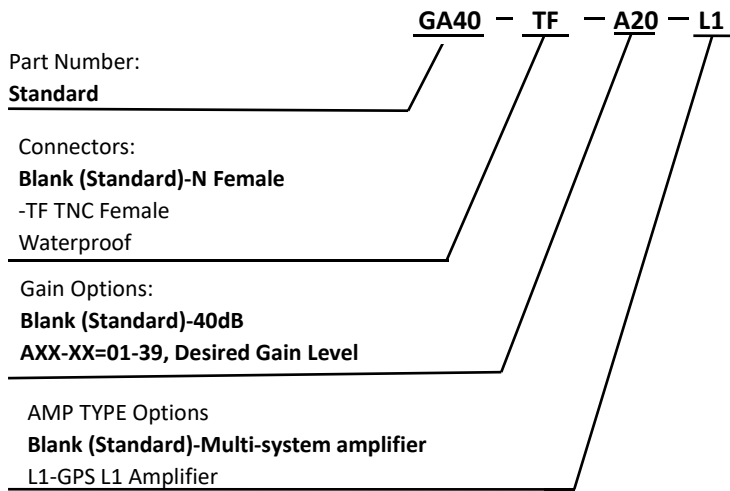 GA40 – TF – A20 – L1
Part Number:
Standard
Connectors:
Blank (Standard)-N Female
-TF TNC Female
Waterproof
Gain Options:
Blank (Standard)-40dB
AXX-XX=01-39, Desired Gain Level
AMP TYPE Options
Blank (Standard)-Multi-system amplifier
L1-GPS L1 Amplifier